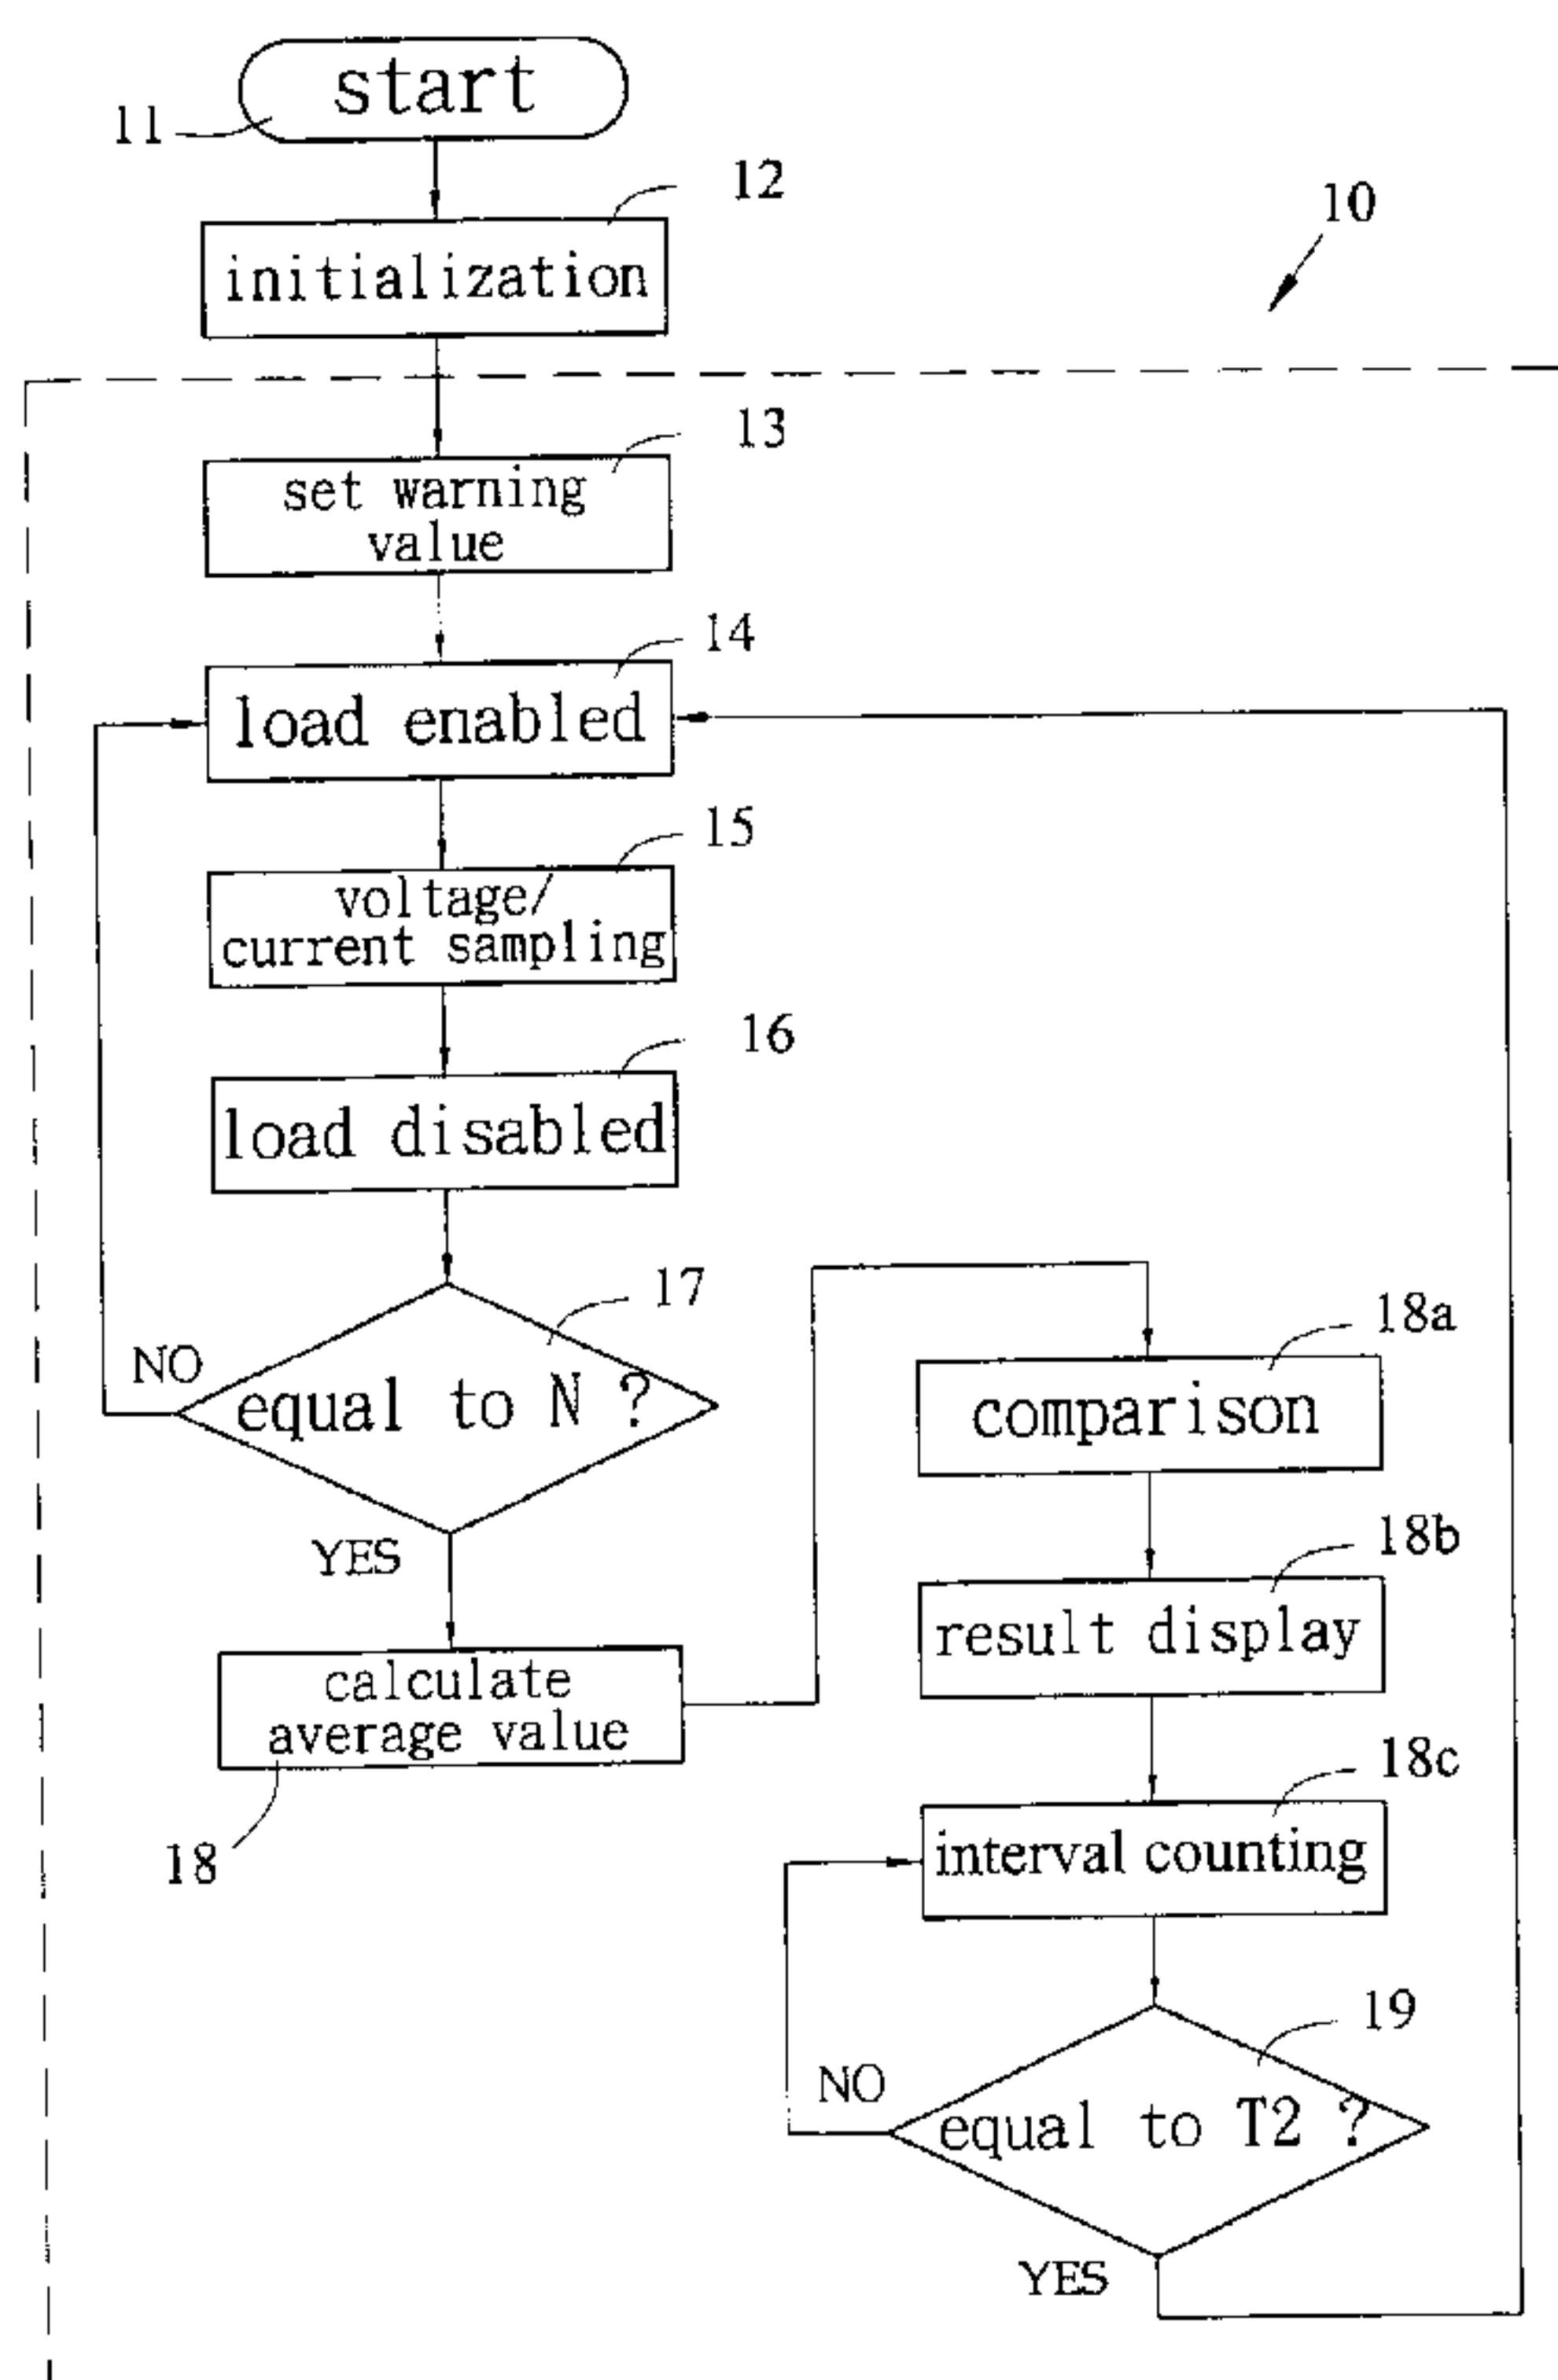 start
11
12
10
initialization
13
set warning
value
14
load enabled
15
voltage/
current sampling
16
load disabled
17
NO
equal to N ?
YES
calculate
average value
18
18a
comparison
18b
result display
18c
interval counting
19
NO
equal to T2 ?
YES